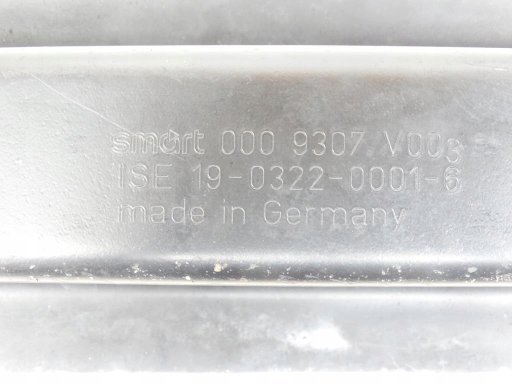 smart 000 9307 V003
ISE 19-0322-0001-6
made in Germany